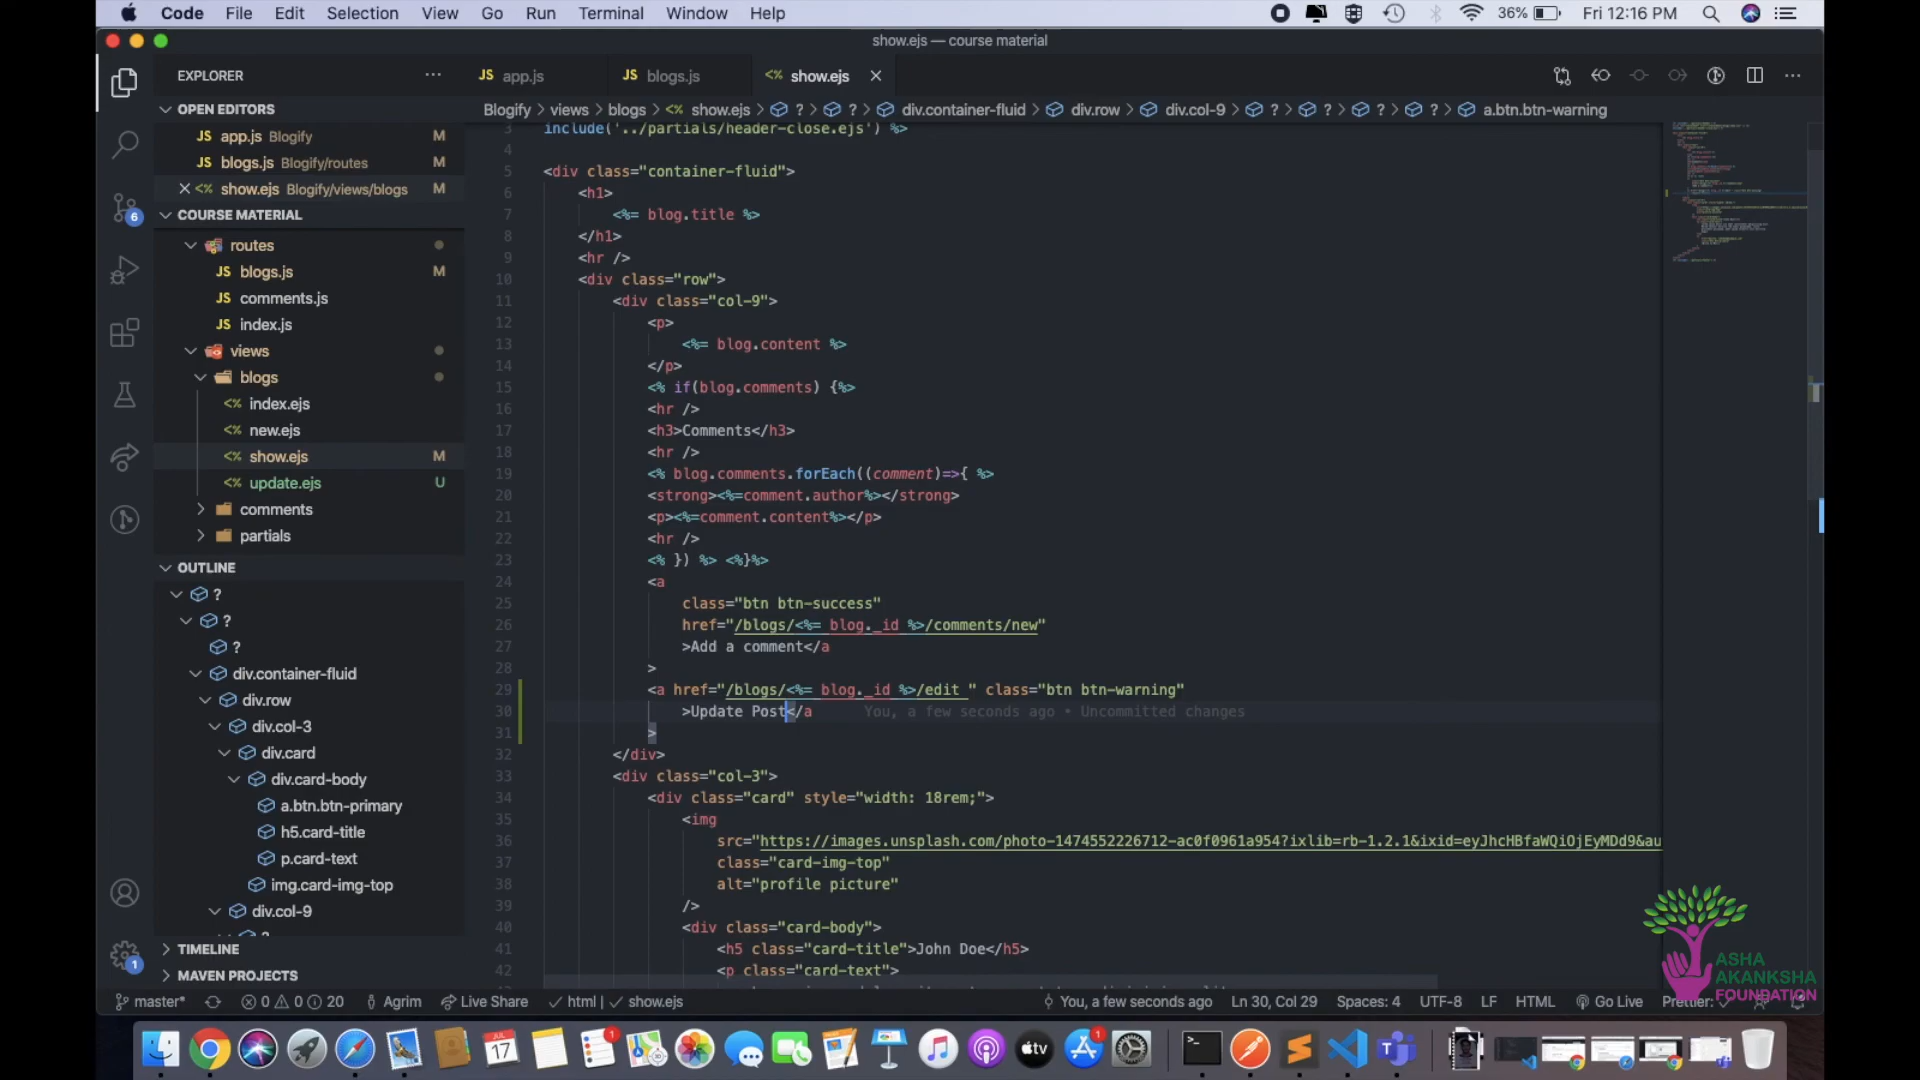 Code File Edit Selection View Go Run Terminal Window Help 36% Fri 12:16 PM
show.ejs — course material
EXPLORER
JS app.js JS blogs.js <% show.ejs
Blogify > views > blogs > <% show.ejs > ? > ? > div.container-fluid > div.row > div.col-9 > ? > ? > ? > ? > a.btn.btn-warning
OPEN EDITORS
JS app.js Blogify M
JS blogs.js Blogify/routes M
<% show.ejs Blogify/views/blogs M
COURSE MATERIAL
routes
JS blogs.js M
JS comments.js
JS index.js
views
blogs
<% index.ejs
<% new.ejs
<% show.ejs M
<% update.ejs U
comments
partials
OUTLINE
?
?
?
div.container-fluid
div.row
div.col-3
div.card
div.card-body
a.btn.btn-primary
h5.card-title
p.card-text
img.card-img-top
div.col-9
TIMELINE
MAVEN PROJECTS
6
1
3 include('../partials/header-close.ejs') %>
4
5 <div class="container-fluid">
6 <h1>
7 <%= blog.title %>
8 </h1>
9 <hr />
10 <div class="row">
11 <div class="col-9">
12 <p>
13 <%= blog.content %>
14 </p>
15 <% if(blog.comments) {%>
16 <hr />
17 <h3>Comments</h3>
18 <hr />
19 <% blog.comments.forEach((comment)=>{ %>
20 <strong><%=comment.author%></strong>
21 <p><%=comment.content%></p>
22 <hr />
23 <% }) %> <%}%>
24 <a
25 class="btn btn-success"
26 href="/blogs/<%= blog._id %>/comments/new"
27 >Add a comment</a
28 >
29 <a href="/blogs/<%= blog._id %>/edit " class="btn btn-warning"
30 >Update Post</a You, a few seconds ago • Uncommitted changes
31 >
32 </div>
33 <div class="col-3">
34 <div class="card" style="width: 18rem;">
35 <img
36 src="https://images.unsplash.com/photo-1474552226712-ac0f0961a954?ixlib=rb-1.2.1&ixid=eyJhcHBfaWQiOjEyMDd9&au
37 class="card-img-top"
38 alt="profile picture"
39 />
40 <div class="card-body">
41 <h5 class="card-title">John Doe</h5>
42 <p class="card-text">
ASHA
AKANKSHA
FOUNDATION
master* 0 0 20 Agrim Live Share html | show.ejs You, a few seconds ago Ln 30, Col 29 Spaces: 4 UTF-8 LF HTML Go Live Prettier:
JUL
17
1
tv
1